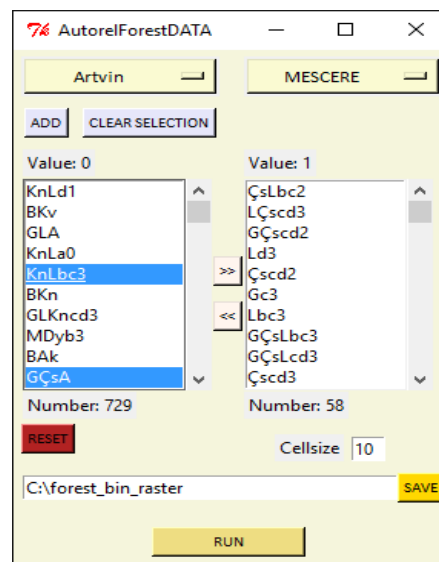 AutorelForestDATA
Artvin MESCERE
ADD CLEAR SELECTION
Value: 0 Value: 1
KnLd1 ÇsLbc2
BKv LÇscd3
GLA GÇscd2
KnLa0 Ld3
KnLbc3 Çscd2
>>
BKn Gc3
GLKncd3 Lbc3
<<
MDyb3 GÇsLbc3
BAk GÇsLcd3
GÇsA Çscd3
Number: 729 Number: 58
RESET
Cellsize 10
C:\forest_bin_raster SAVE
RUN